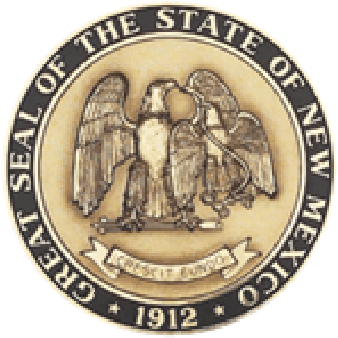 GREAT SEAL OF THE STATE OF NEW MEXICO
CRESCIT EUNDO
★ 1912 ★